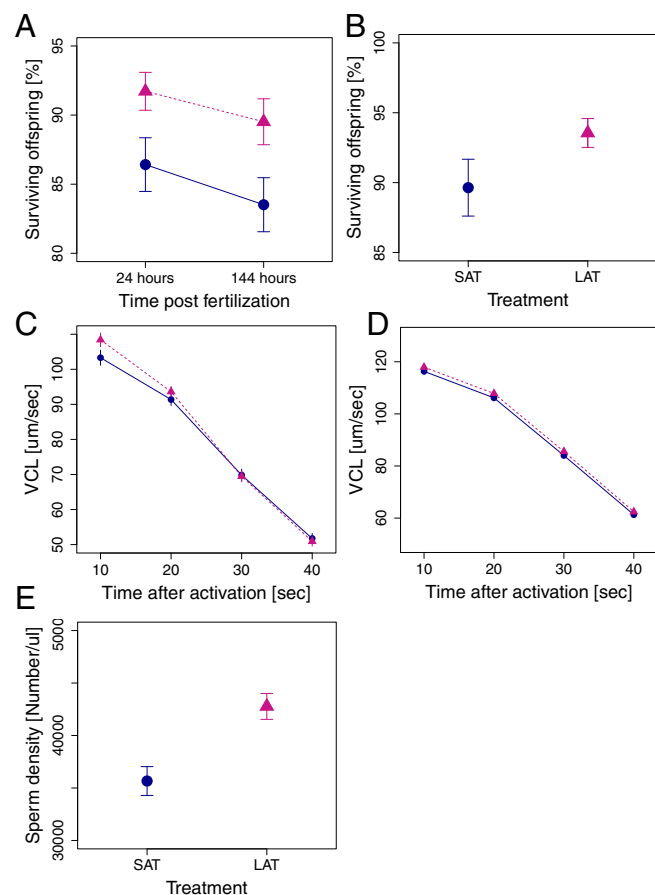 A
Surviving offspring [%]
95
90
85
80
24 hours
144 hours
Time post fertilization
B
Surviving offspring [%]
100
95
90
85
SAT
LAT
Treatment
C
VCL [um/sec]
100
90
70
50
10
20
30
40
Time after activation [sec]
D
VCL [um/sec]
120
100
80
60
10
20
30
40
Time after activation [sec]
E
Sperm density [Number/ul]
5000
40000
30000
SAT
LAT
Treatment